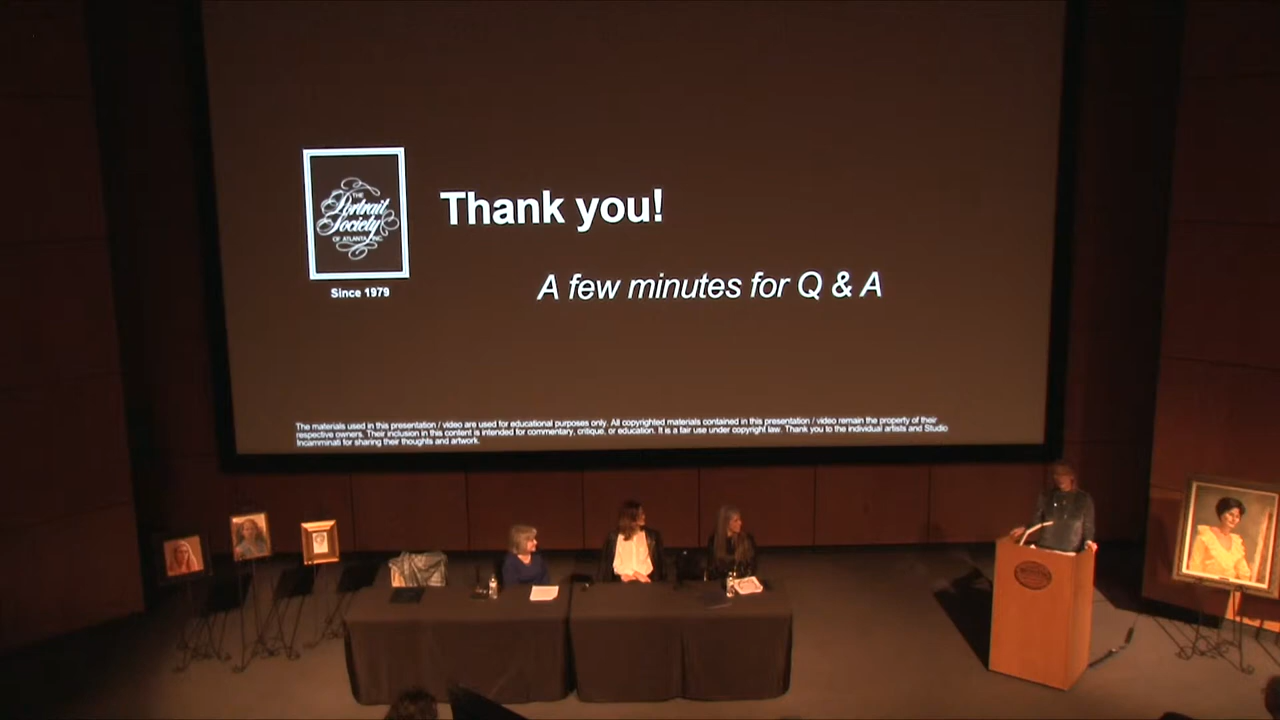 THE
Portrait
Society
OF ATLANTA, INC.
Since 1979
Thank you!
A few minutes for Q & A
The materials used in this presentation / video are used for educational purposes only. All copyrighted materials contained in this presentation / video remain the property of their
respective owners. Their inclusion in this content is intended for commentary, critique, or education. It is a fair use under copyright law. Thank you to the individual artists and Studio
Incamminati for sharing their thoughts and artwork.